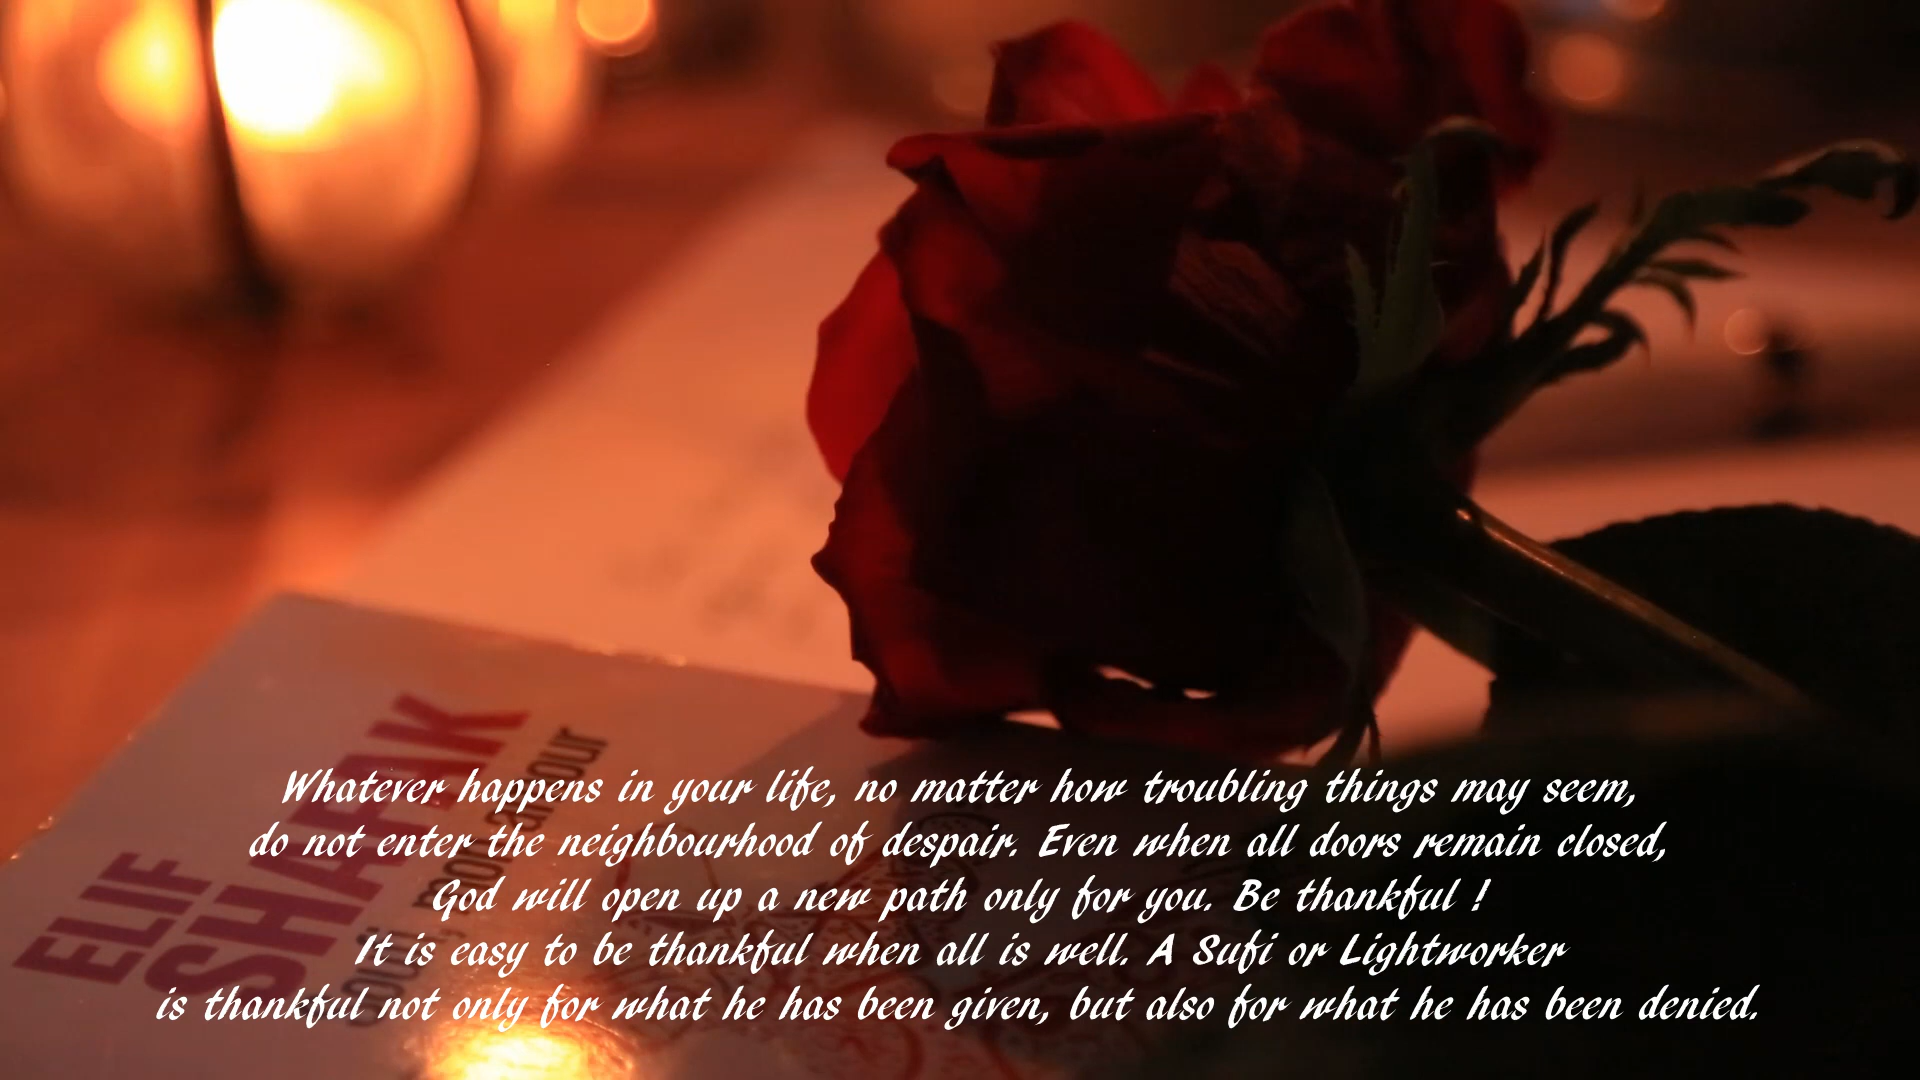 ELIF
SHAFAK
Whatever happens in your life, no matter how troubling things may seem,
do not enter the neighbourhood of despair. Even when all doors remain closed,
God will open up a new path only for you. Be thankful !
It is easy to be thankful when all is well. A Sufi or Lightworker
is thankful not only for what he has been given, but also for what he has been denied.